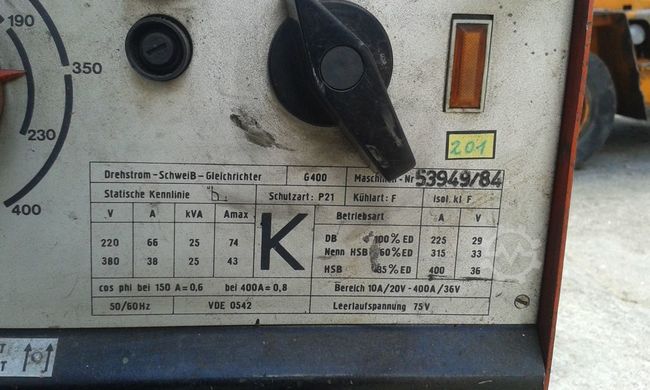 190
350
230
400
201
Drehstrom-Schweiß-Gleichrichter G400 Maschinen-Nr 53949/84
Statische Kennlinie Schutzart: P21 Kühlart: F Isol. kl F.
V A kVA Amax K Betriebsart A V
220 66 25 74 DB 100% ED 225 29
380 38 25 43 Nenn HSB 60% ED 315 33
HSB 35% ED 400 36
cos phi bei 150 A=0,6 bei 400A=0,8 Bereich 10A/20V-400A/36V
50/60Hz VDE 0542 Leerlaufspannung 75V
T
T